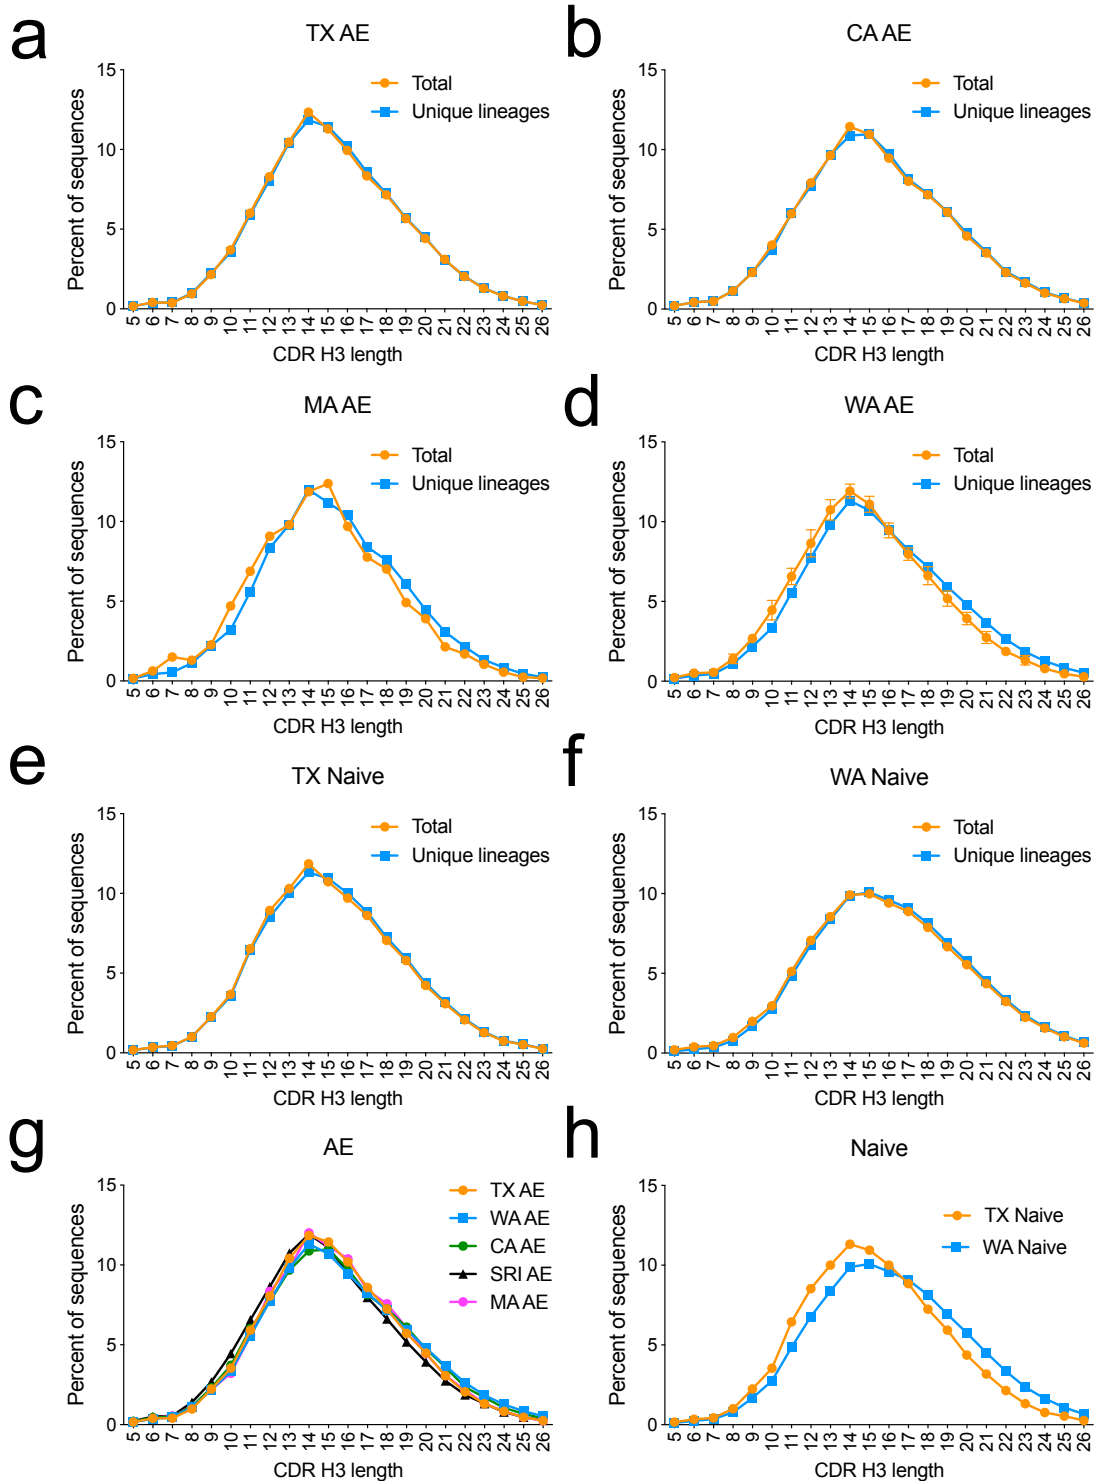 a
TX AE
Percent of sequences
15
10
5
0
Total
Unique lineages
5 6 7 8 9 10 11 12 13 14 15 16 17 18 19 20 21 22 23 24 25 26
CDR H3 length
b
CA AE
Percent of sequences
15
10
5
0
Total
Unique lineages
5 6 7 8 9 10 11 12 13 14 15 16 17 18 19 20 21 22 23 24 25 26
CDR H3 length
c
MA AE
Percent of sequences
15
10
5
0
Total
Unique lineages
5 6 7 8 9 10 11 12 13 14 15 16 17 18 19 20 21 22 23 24 25 26
CDR H3 length
d
WA AE
Percent of sequences
15
10
5
0
Total
Unique lineages
5 6 7 8 9 10 11 12 13 14 15 16 17 18 19 20 21 22 23 24 25 26
CDR H3 length
e
TX Naive
Percent of sequences
15
10
5
0
Total
Unique lineages
5 6 7 8 9 10 11 12 13 14 15 16 17 18 19 20 21 22 23 24 25 26
CDR H3 length
f
WA Naive
Percent of sequences
15
10
5
0
Total
Unique lineages
5 6 7 8 9 10 11 12 13 14 15 16 17 18 19 20 21 22 23 24 25 26
CDR H3 length
g
AE
Percent of sequences
15
10
5
0
TX AE
WA AE
CA AE
SRI AE
MA AE
5 6 7 8 9 10 11 12 13 14 15 16 17 18 19 20 21 22 23 24 25 26
CDR H3 length
h
Naive
Percent of sequences
15
10
5
0
TX Naive
WA Naive
5 6 7 8 9 10 11 12 13 14 15 16 17 18 19 20 21 22 23 24 25 26
CDR H3 length